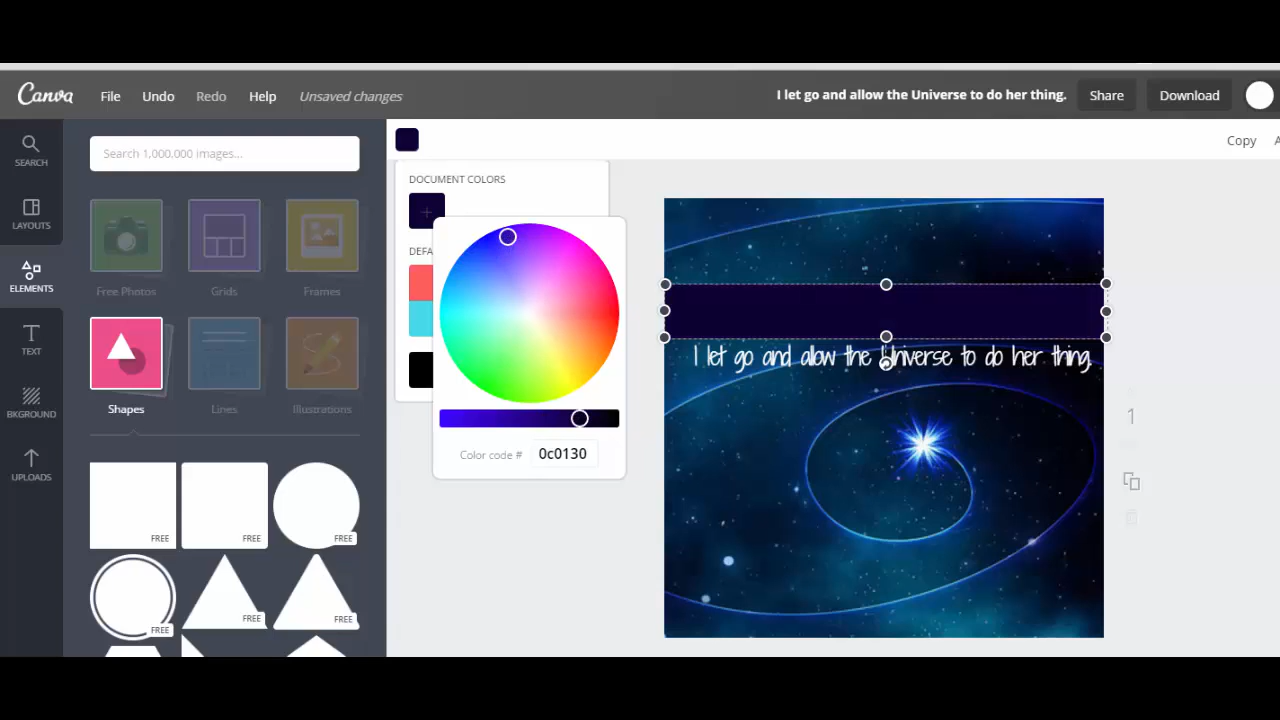 Canva File Undo Redo Help Unsaved changes I let go and allow the Universe to do her thing. Share Download
Search 1,000,000 images...
Copy A
SEARCH
LAYOUTS
ELEMENTS
TEXT
BKGROUND
UPLOADS
Free Photos Grids Frames
Shapes Lines Illustrations
FREE FREE FREE
FREE FREE FREE
DOCUMENT COLORS
DEFA
Color code # 0c0130
I let go and allow the Universe to do her thing.
1